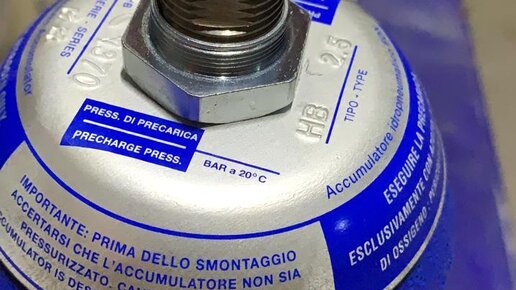 SERIE - SERIES
1370
HB 2.5
TIPO - TYPE
PRESS. DI PRECARICA
PRECHARGE PRESS.
BAR a 20°C
Accumulatore idropneumatico
ESEGUIRE LA
ESCLUSIVAMENTE CON
DI OSSIGENO
IMPORTANTE: PRIMA DELLO SMONTAGGIO
ACCERTARSI CHE L'ACCUMULATORE NON SIA
PRESSURIZZATO.
ACCUMULATOR IS